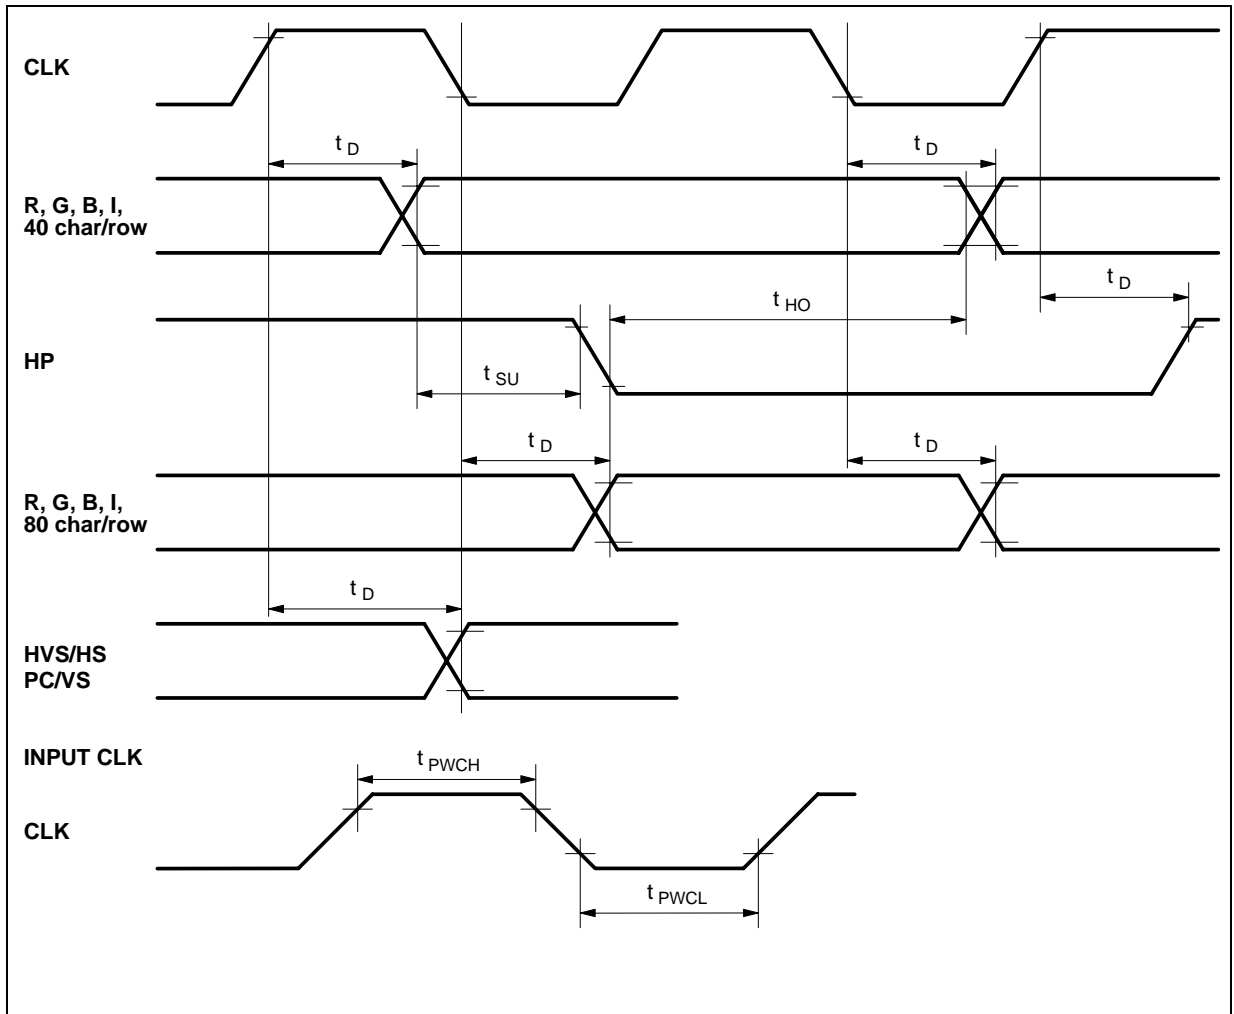 CLK
t D
t D
R, G, B, I,
40 char/row
t D
t HO
HP
t SU
t D
t D
R, G, B, I,
80 char/row
t D
HVS/HS
PC/VS
INPUT CLK
t PWCH
CLK
t PWCL